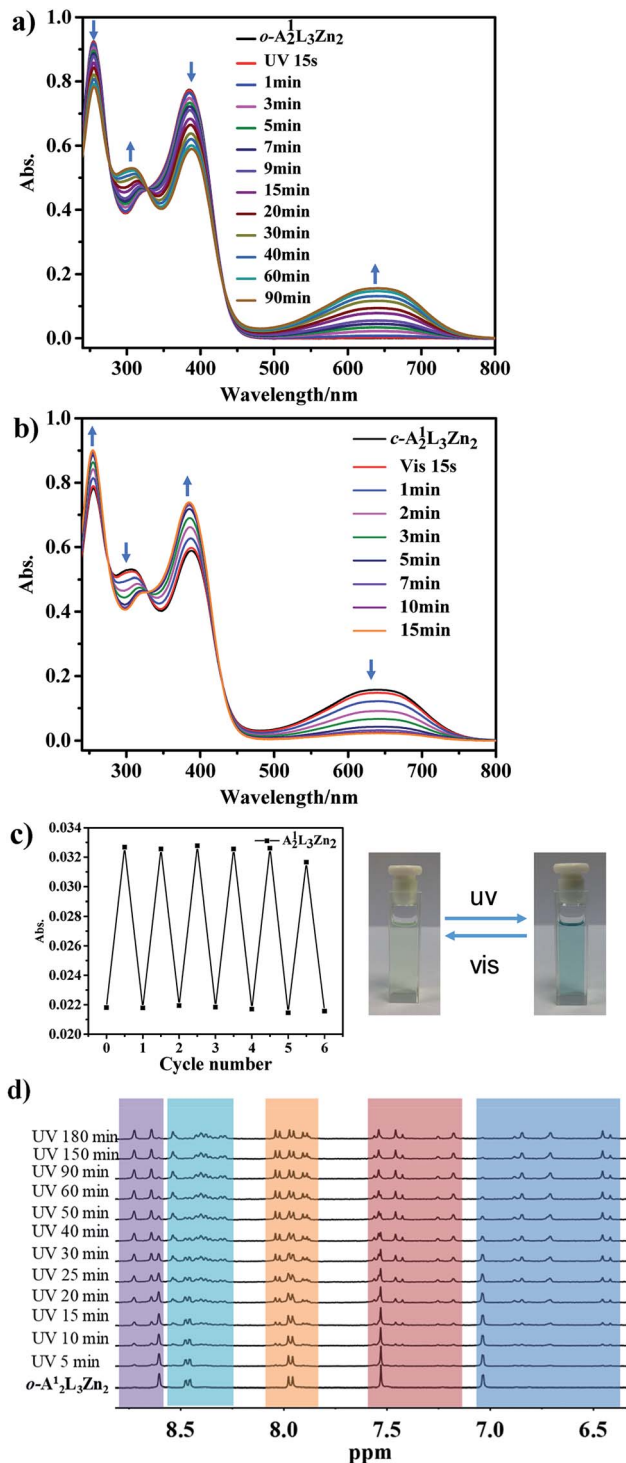 a)
1.0
0.8
0.6
0.4
0.2
0.0
Abs.
o-A¹₂L₃Zn₂
UV 15s
1min
3min
5min
7min
9min
15min
20min
30min
40min
60min
90min
300 400 500 600 700 800
Wavelength/nm
b)
1.0
0.8
0.6
0.4
0.2
0.0
Abs.
c-A¹₂L₃Zn₂
Vis 15s
1min
2min
3min
5min
7min
10min
15min
300 400 500 600 700 800
Wavelength/nm
c)
0.034
0.032
0.030
0.028
0.026
0.024
0.022
0.020
Abs.
A¹₂L₃Zn₂
0 1 2 3 4 5 6
Cycle number
uv
vis
d)
UV 180 min
UV 150 min
UV 90 min
UV 60 min
UV 50 min
UV 40 min
UV 30 min
UV 25 min
UV 20 min
UV 15 min
UV 10 min
UV 5 min
o-A¹₂L₃Zn₂
8.5 8.0 7.5 7.0 6.5
ppm